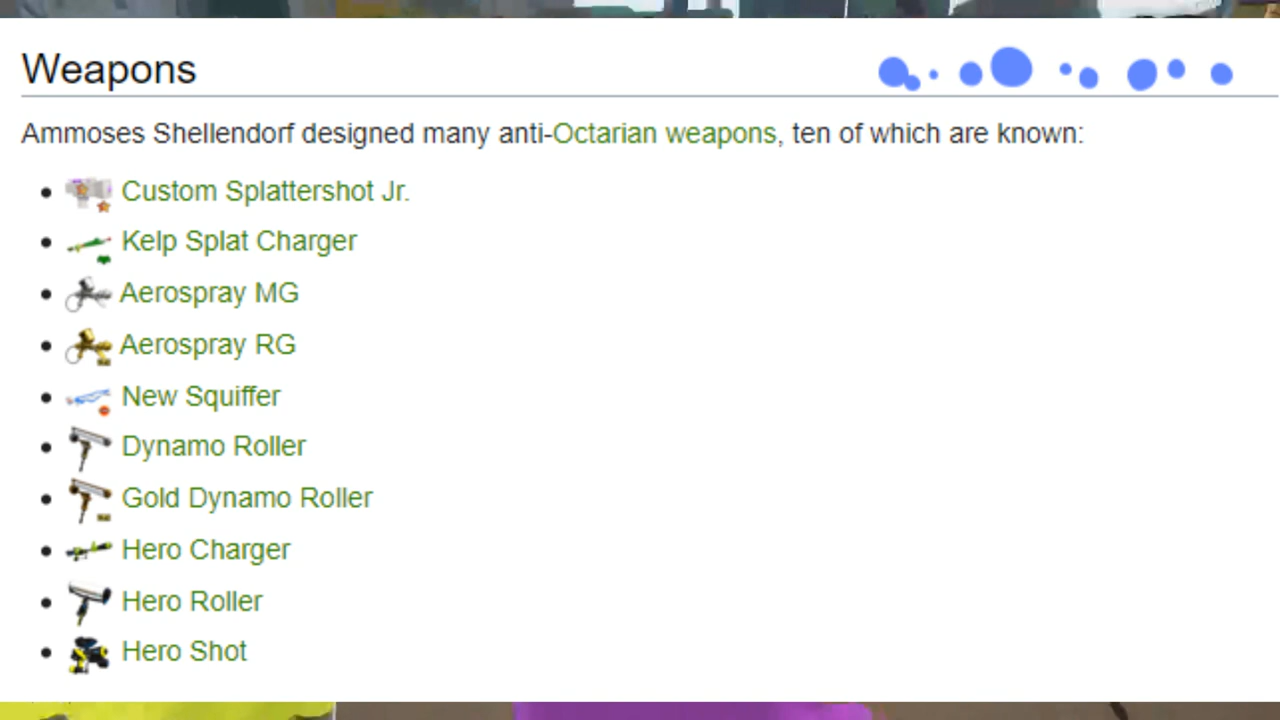 Weapons
Ammoses Shellendorf designed many anti-Octarian weapons, ten of which are known:
Custom Splattershot Jr.
Kelp Splat Charger
Aerospray MG
Aerospray RG
New Squiffer
Dynamo Roller
Gold Dynamo Roller
Hero Charger
Hero Roller
Hero Shot